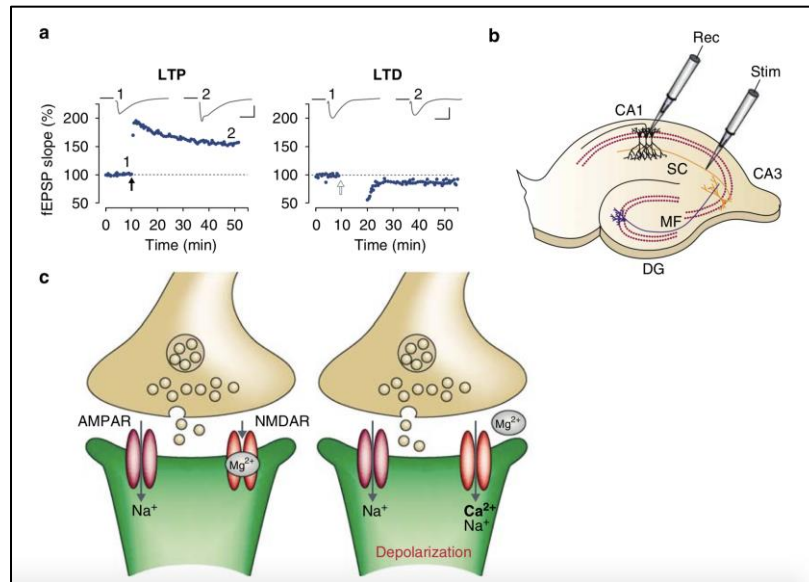 a
LTP
LTD
1
2
1
2
fEPSP slope (%)
200
150
100
50
1
2
0 10 20 30 40 50
Time (min)
200
150
100
50
0 10 20 30 40 50
Time (min)
b
Rec
Stim
CA1
SC
CA3
MF
DG
c
AMPAR
NMDAR
Mg2+
Na+
Mg2+
Na+
Ca2+
Na+
Depolarization